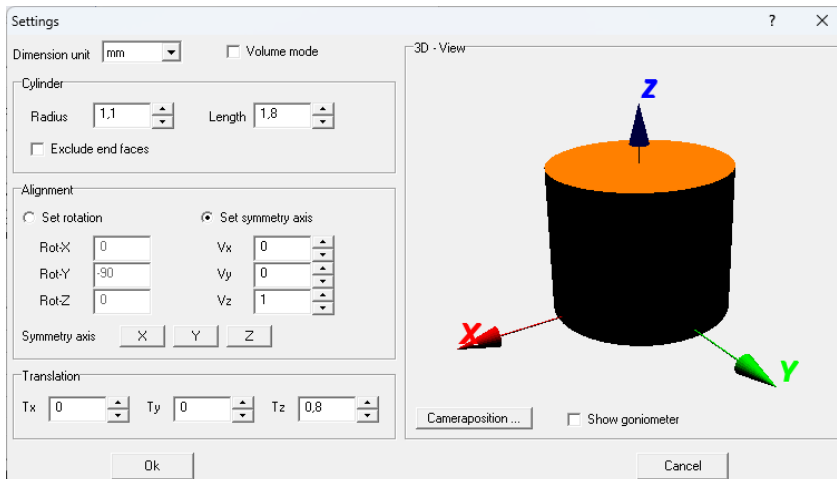 Settings
? ×
Dimension unit mm Volume mode
3D - View
Cylinder
Radius 1,1 Length 1,8
Exclude end faces
Alignment
Set rotation Set symmetry axis
Rot-X 0 Vx 0
Rot-Y -90 Vy 0
Rot-Z 0 Vz 1
Symmetry axis X Y Z
Translation
Tx 0 Ty 0 Tz 0,8
Z
X
Y
Cameraposition ... Show goniometer
Ok
Cancel